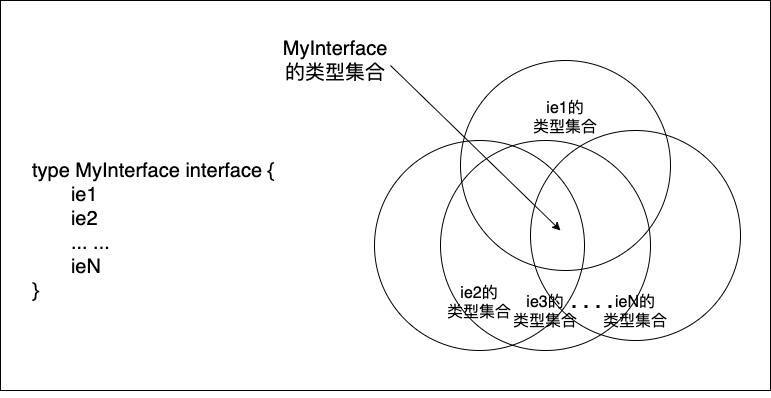 MyInterface
的类型集合
ie1的
类型集合
type MyInterface interface {
ie1
ie2
... ...
ieN
}
ie2的
类型集合
ie3的
类型集合
. . . .
ieN的
类型集合